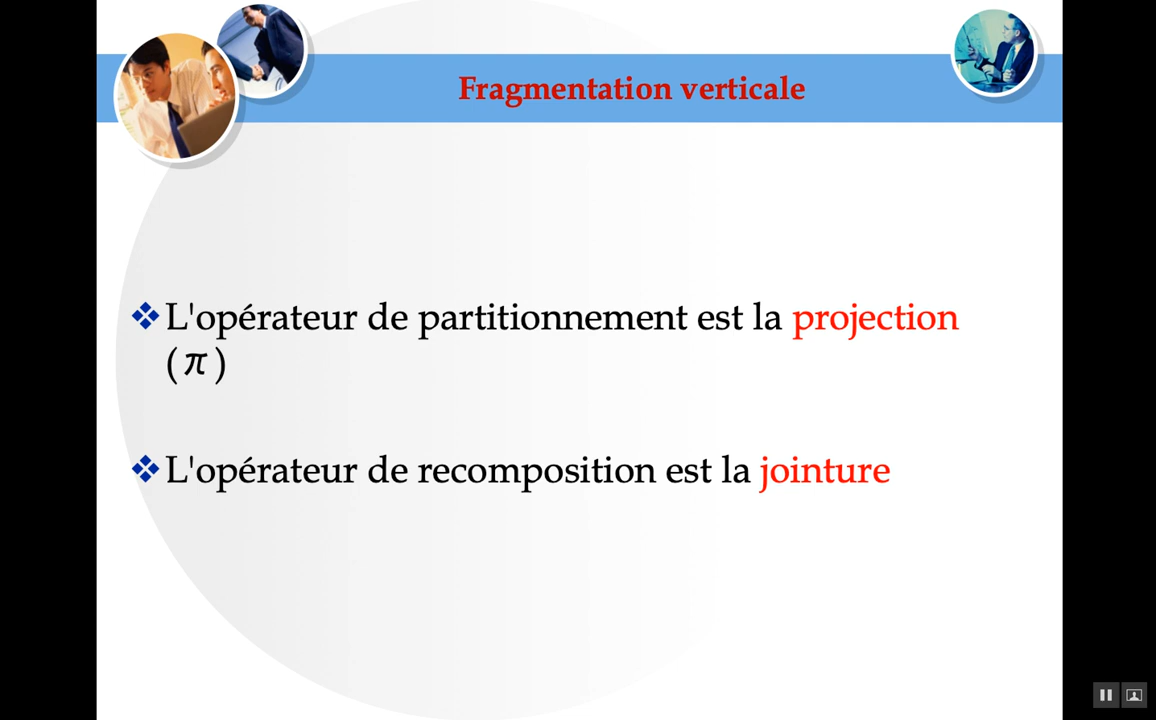 Fragmentation verticale
L'opérateur de partitionnement est la projection
(π)
L'opérateur de recomposition est la jointure